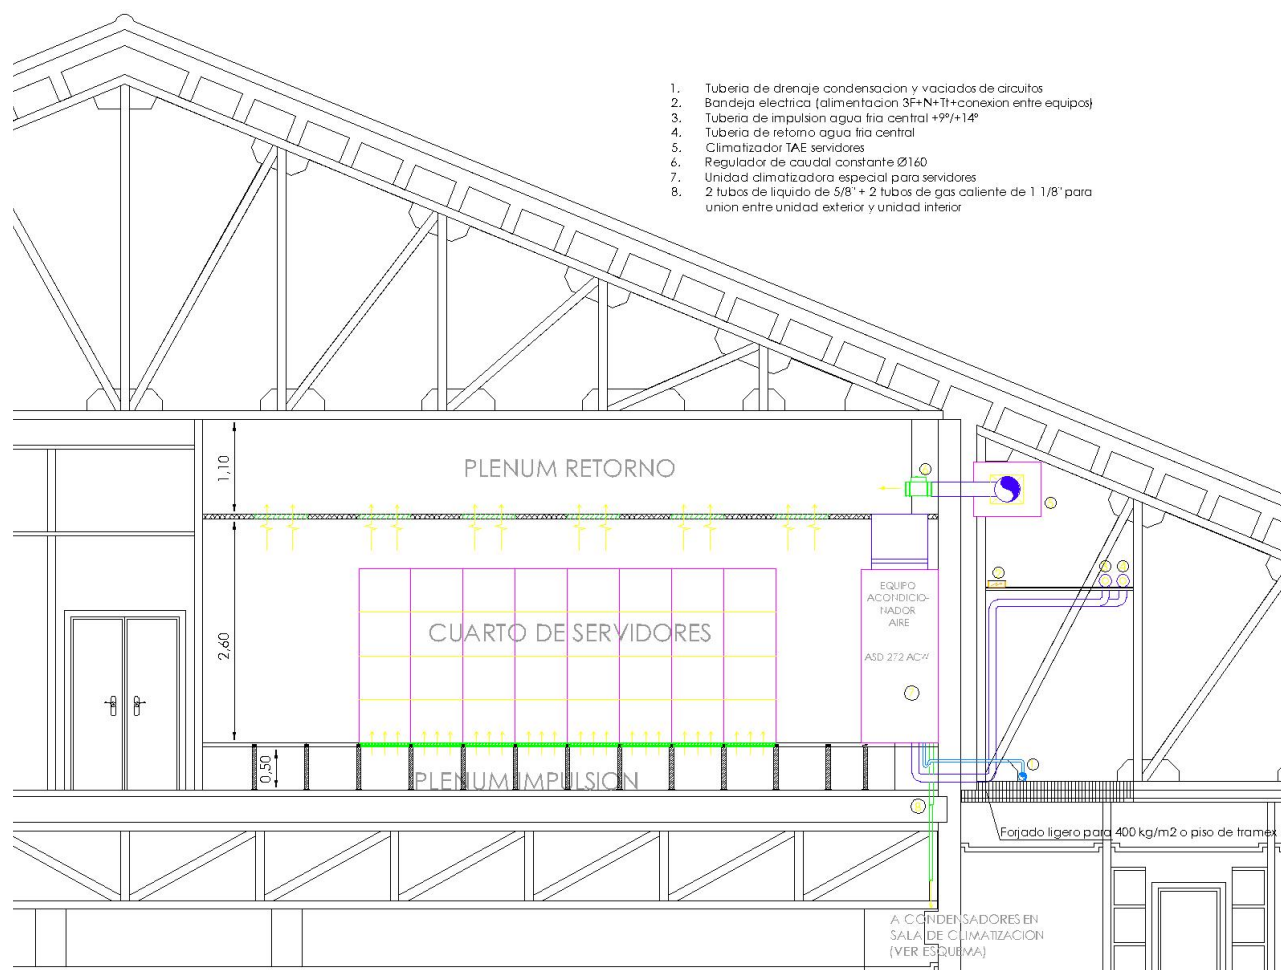 1. Tuberia de drenaje condensacion y vaciados de circuitos
2. Bandeja electrica (alimentacion 3F+N+Tt+conexion entre equipos)
3. Tuberia de impulsion agua fria central +9º/+14º
4. Tuberia de retorno agua fria central
5. Climatizador TAE servidores
6. Regulador de caudal constante Ø160
7. Unidad climatizadora especial para servidores
8. 2 tubos de liquido de 5/8" + 2 tubos de gas caliente de 1 1/8" para
union entre unidad exterior y unidad interior
1,10
PLENUM RETORNO
EQUIPO
ACONDICIO-
NADOR
AIRE
ASD 272 ACW
2,60
CUARTO DE SERVIDORES
7
0,50
PLENUM IMPULSION
Forjado ligero para 400 kg/m2 o piso de tramex
A CONDENSADORES EN
SALA DE CLIMATIZACION
(VER ESQUEMA)